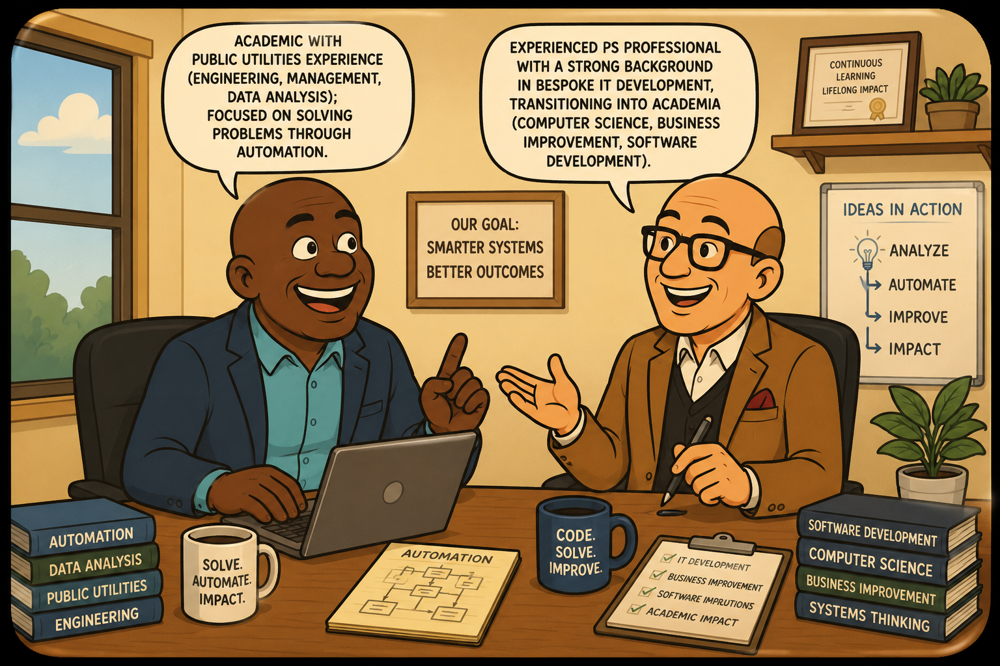 ACADEMIC WITH
PUBLIC UTILITIES EXPERIENCE
(ENGINEERING, MANAGEMENT,
DATA ANALYSIS);
FOCUSED ON SOLVING
PROBLEMS THROUGH
AUTOMATION.
EXPERIENCED PS PROFESSIONAL
WITH A STRONG BACKGROUND
IN BESPOKE IT DEVELOPMENT,
TRANSITIONING INTO ACADEMIA
(COMPUTER SCIENCE, BUSINESS
IMPROVEMENT, SOFTWARE
DEVELOPMENT).
CONTINUOUS
LEARNING
LIFELONG IMPACT
OUR GOAL:
SMARTER SYSTEMS
BETTER OUTCOMES
IDEAS IN ACTION
ANALYZE
AUTOMATE
IMPROVE
IMPACT
AUTOMATION
DATA ANALYSIS
PUBLIC UTILITIES
ENGINEERING
SOLVE.
AUTOMATE.
IMPACT.
AUTOMATION
CODE.
SOLVE.
IMPROVE.
IT DEVELOPMENT
BUSINESS IMPROVEMENT
SOFTWARE IMPRUTIONS
ACADEMIC IMPACT
SOFTWARE DEVELOPMENT
COMPUTER SCIENCE
BUSINESS IMPROVEMENT
SYSTEMS THINKING